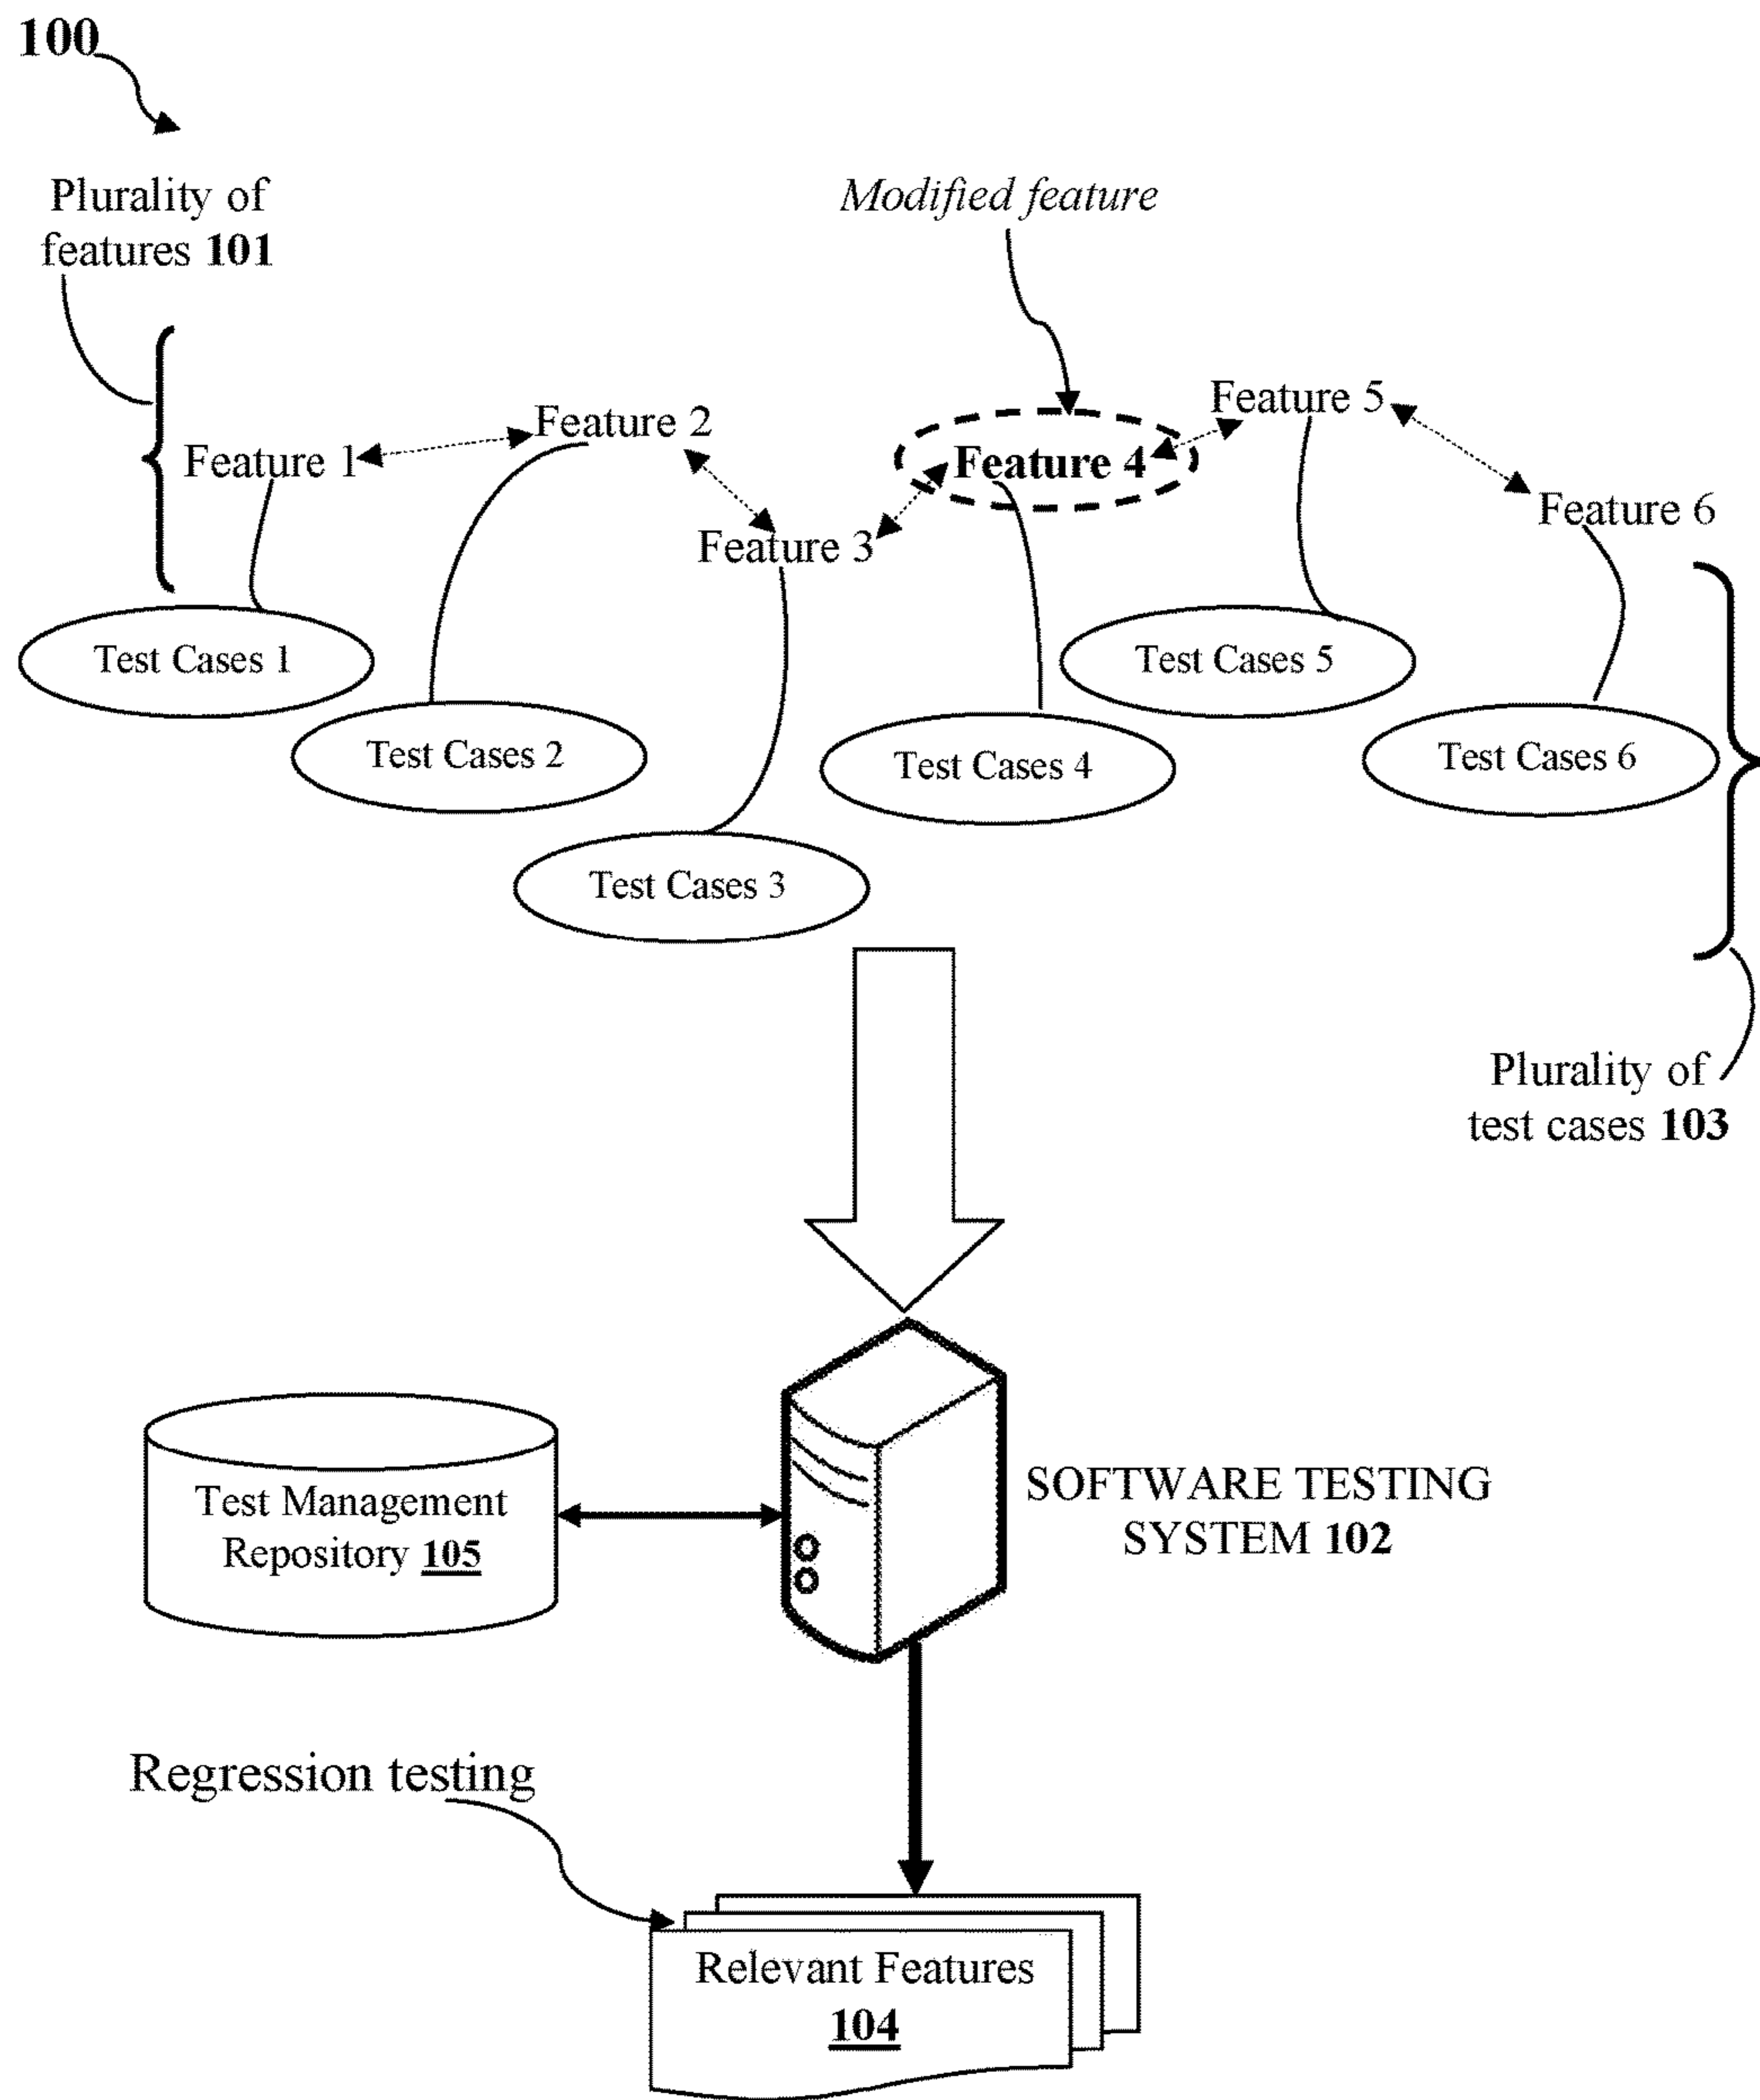 100
Plurality of
features 101
Modified feature
Feature 1
Feature 2
Feature 3
Feature 4
Feature 5
Feature 6
Test Cases 1
Test Cases 2
Test Cases 3
Test Cases 4
Test Cases 5
Test Cases 6
Plurality of
test cases 103
Test Management
Repository 105
SOFTWARE TESTING
SYSTEM 102
Regression testing
Relevant Features
104